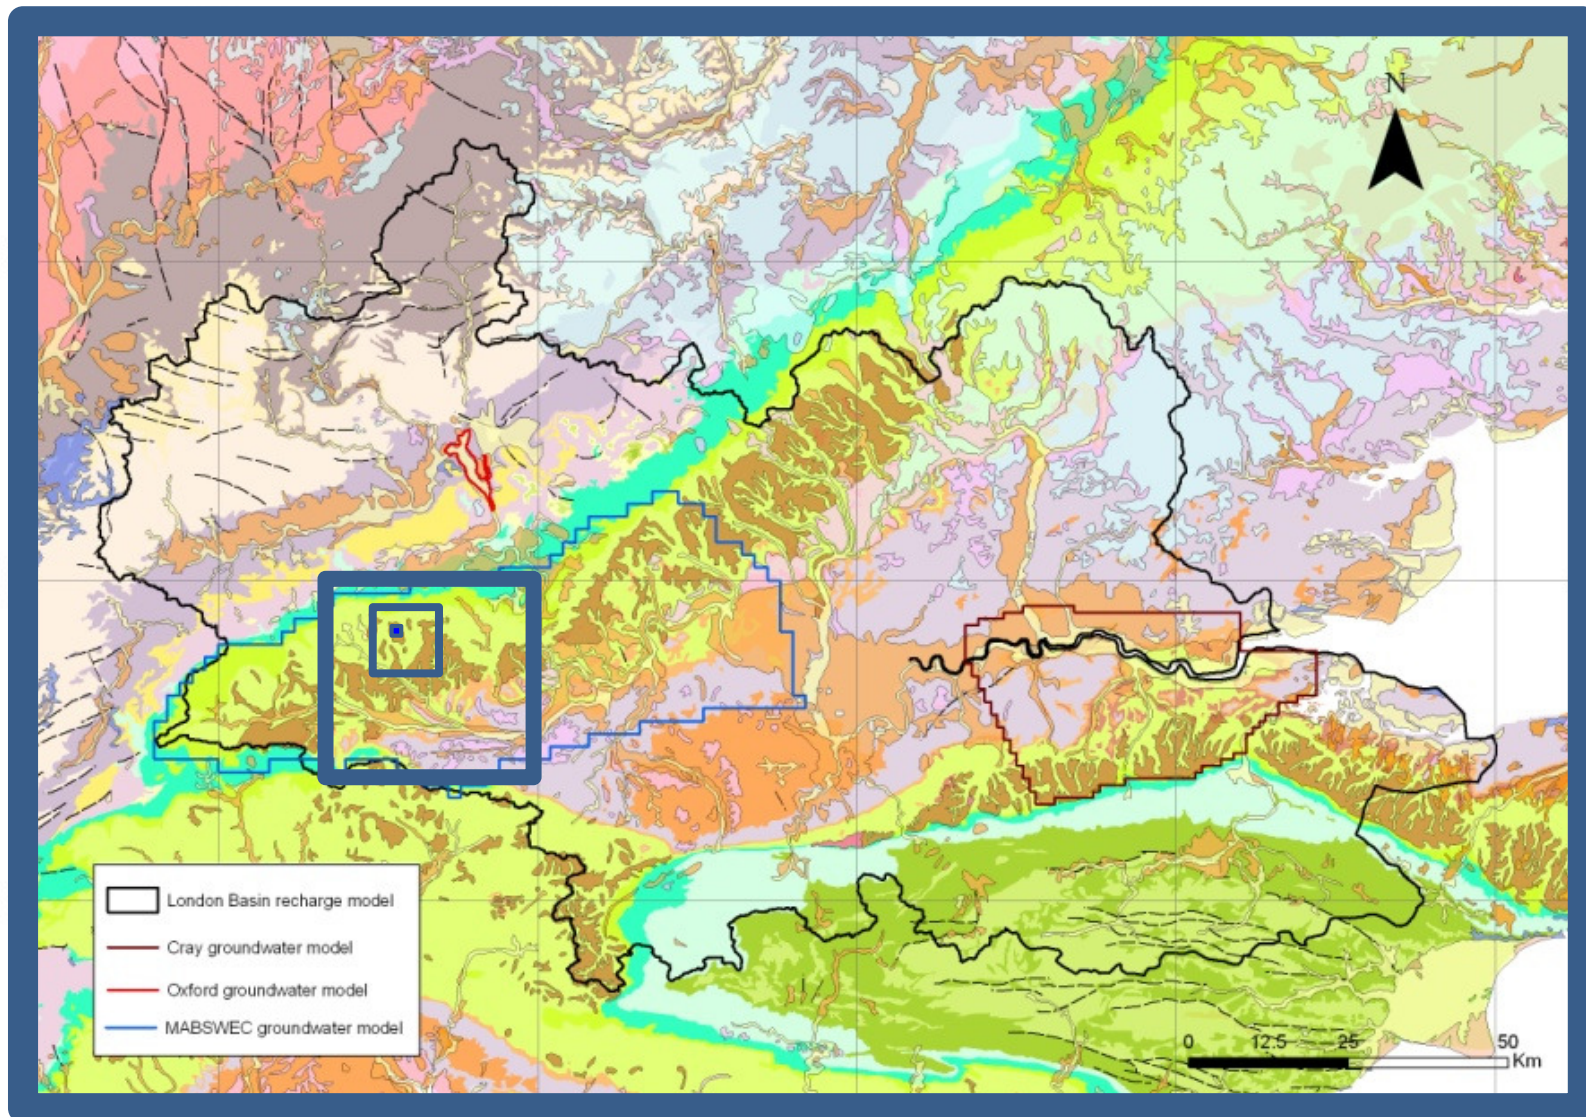 N
London Basin recharge model
Cray groundwater model
Oxford groundwater model
MABSWEC groundwater model
0 12.5 25 50
Km